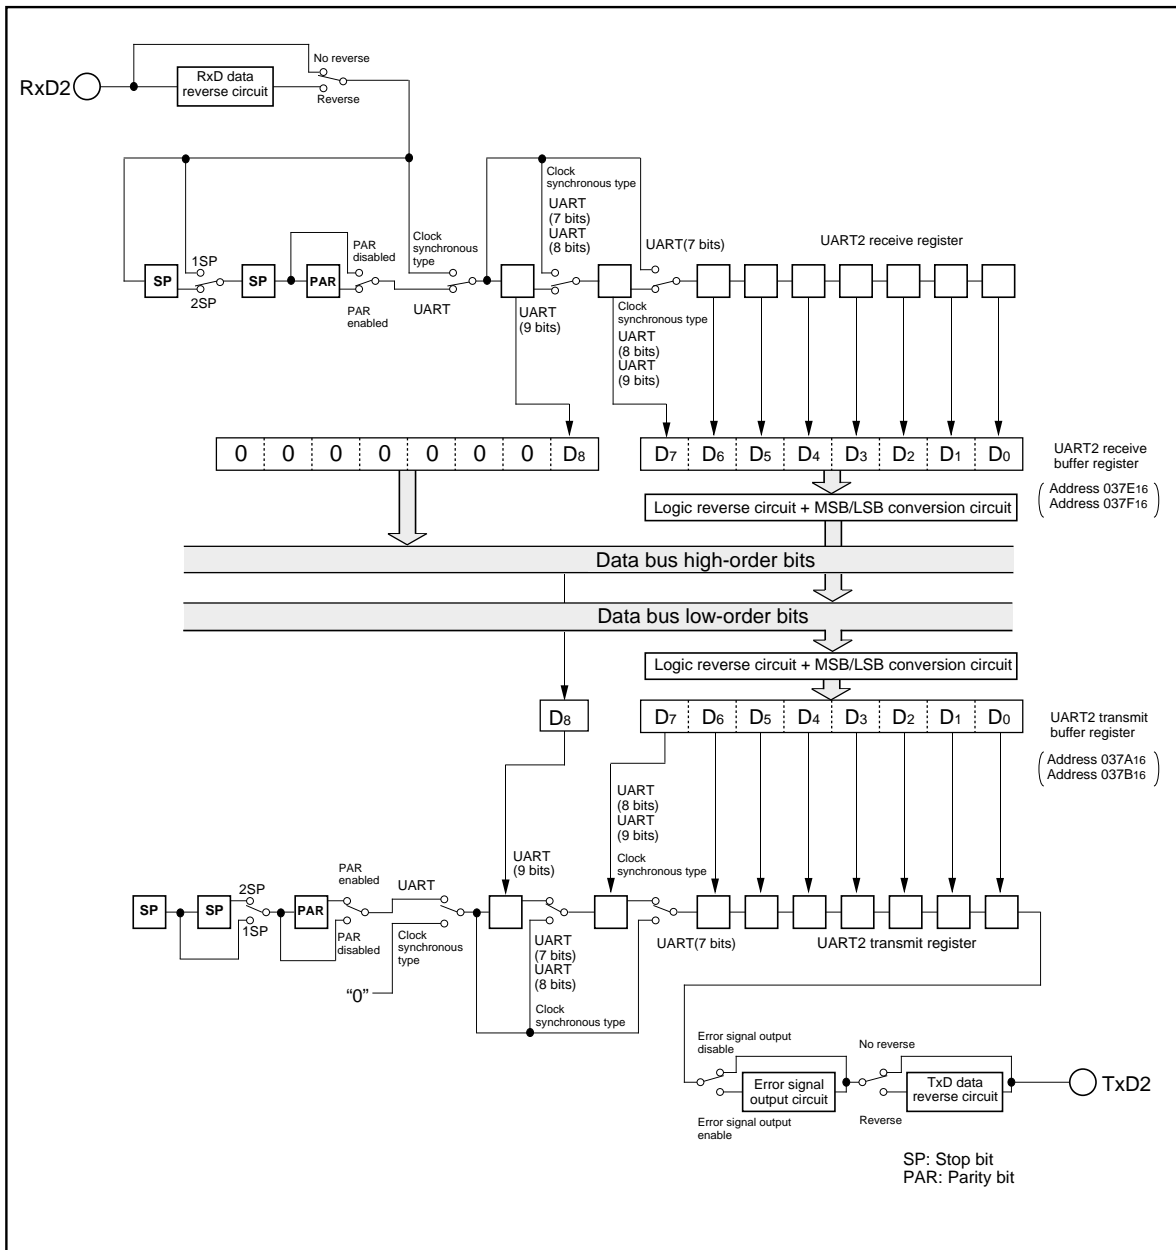 No reverse
RxD2
RxD data
reverse circuit
Reverse
Clock
synchronous type
UART
(7 bits)
UART
(8 bits)
1SP
PAR
disabled
Clock
synchronous
type
UART(7 bits)
UART2 receive register
SP
SP
PAR
2SP
PAR
enabled
UART
UART
(9 bits)
Clock
synchronous type
UART
(8 bits)
UART
(9 bits)
0 0 0 0 0 0 0 D8
D7 D6 D5 D4 D3 D2 D1 D0
UART2 receive
buffer register
Address 037E16
Address 037F16
Logic reverse circuit + MSB/LSB conversion circuit
Data bus high-order bits
Data bus low-order bits
Logic reverse circuit + MSB/LSB conversion circuit
D8
D7 D6 D5 D4 D3 D2 D1 D0
UART2 transmit
buffer register
Address 037A16
Address 037B16
UART
(8 bits)
UART
(9 bits)
Clock
synchronous type
UART
(9 bits)
PAR
enabled
UART
2SP
SP
SP
PAR
1SP
PAR
disabled
Clock
synchronous
type
"0"
UART
(7 bits)
UART
(8 bits)
Clock
synchronous type
UART(7 bits)
UART2 transmit register
Error signal output
disable
No reverse
Error signal
output circuit
TxD data
reverse circuit
TxD2
Error signal output
enable
Reverse
SP: Stop bit
PAR: Parity bit